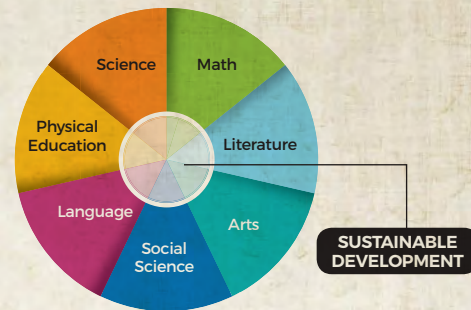 Science
Math
Physical
Education
Literature
Language
Arts
Social
Science
SUSTAINABLE
DEVELOPMENT